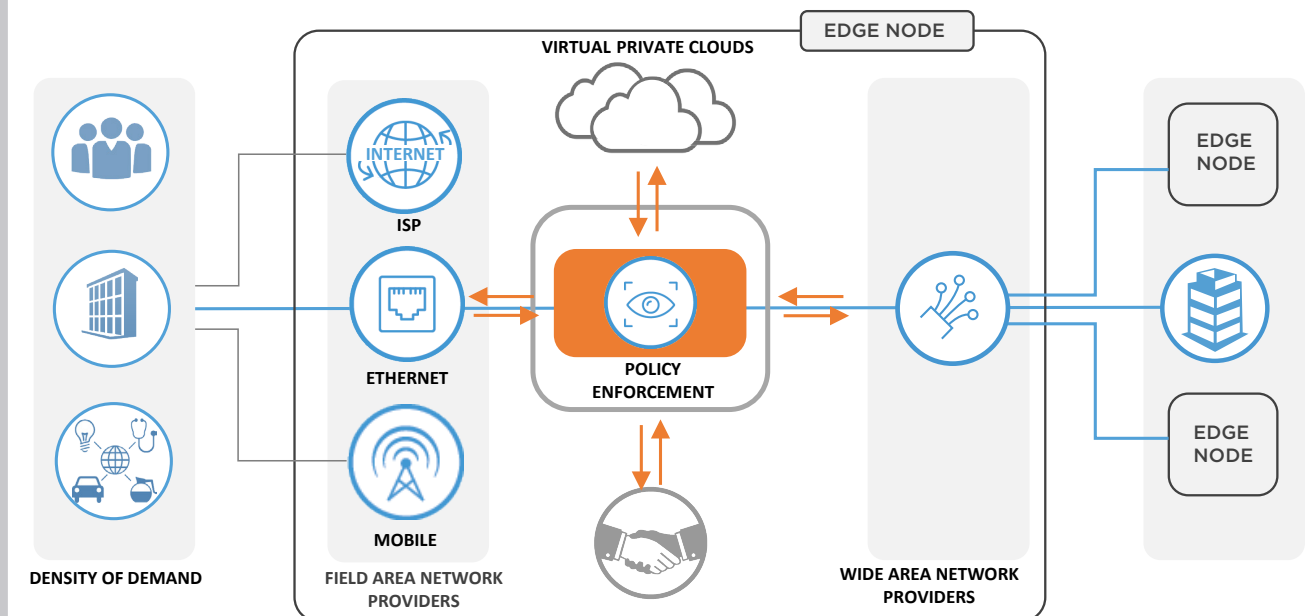 EDGE NODE
VIRTUAL PRIVATE CLOUDS
INTERNET
ISP
ETHERNET
MOBILE
POLICY
ENFORCEMENT
EDGE
NODE
EDGE
NODE
DENSITY OF DEMAND
FIELD AREA NETWORK
PROVIDERS
WIDE AREA NETWORK
PROVIDERS